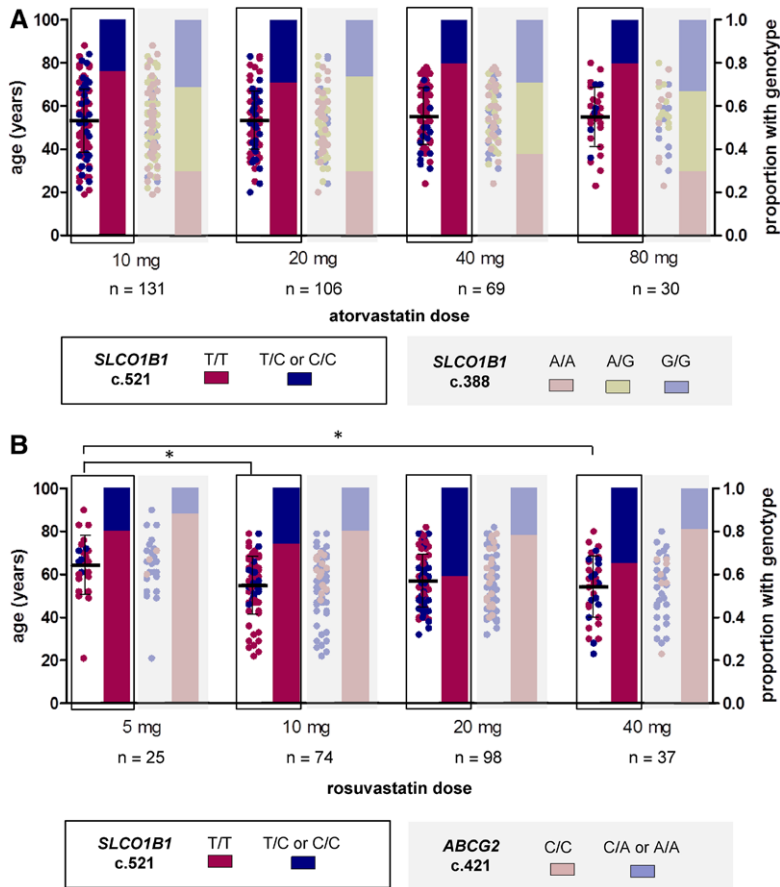 A
100
80
60
40
20
0
age (years)
1.0
0.8
0.6
0.4
0.2
0.0
proportion with genotype
10 mg 20 mg 40 mg 80 mg
n = 131 n = 106 n = 69 n = 30
atorvastatin dose
SLCO1B1 T/T T/C or C/C
c.521
SLCO1B1 A/A A/G G/G
c.388
B
*
*
100
80
60
40
20
0
age (years)
1.0
0.8
0.6
0.4
0.2
0.0
proportion with genotype
5 mg 10 mg 20 mg 40 mg
n = 25 n = 74 n = 98 n = 37
rosuvastatin dose
SLCO1B1 T/T T/C or C/C
c.521
ABCG2 C/C C/A or A/A
c.421